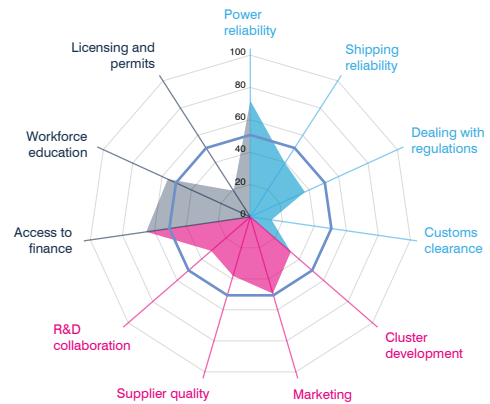 Power
reliability
Shipping
reliability
Dealing with
regulations
Customs
clearance
Cluster
development
Marketing
Supplier quality
R&D
collaboration
Access to
finance
Workforce
education
Licensing and
permits
100
80
60
40
20
0